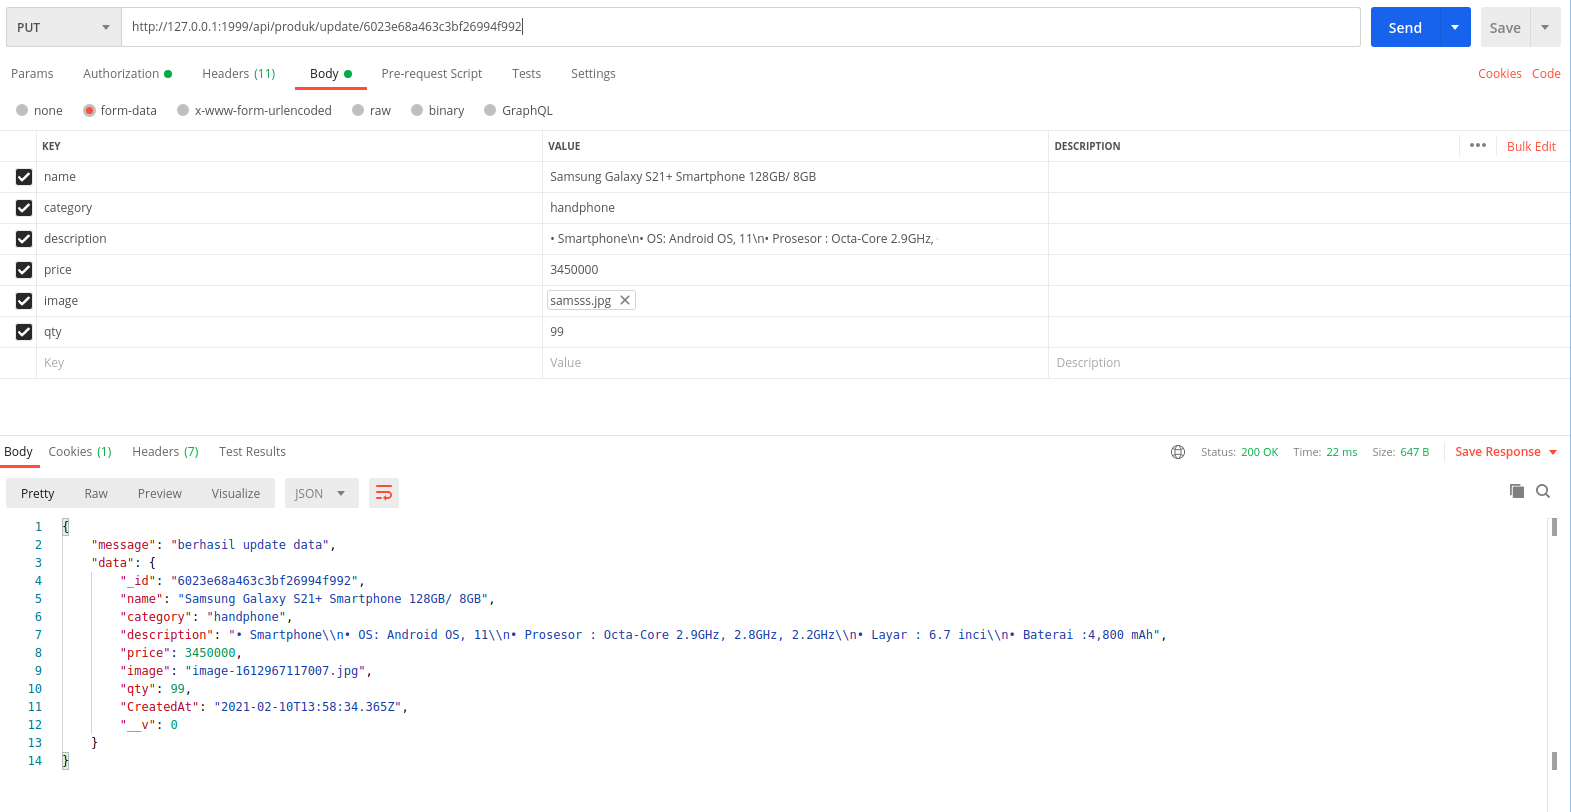 PUT http://127.0.0.1:1999/api/produk/update/6023e68a463c3bf26994f992 Send Save
Params Authorization Headers (11) Body Pre-request Script Tests Settings Cookies Code
none form-data x-www-form-urlencoded raw binary GraphQL
KEY VALUE DESCRIPTION ••• Bulk Edit
name Samsung Galaxy S21+ Smartphone 128GB/ 8GB
category handphone
description • Smartphone\n• OS: Android OS, 11\n• Prosesor : Octa-Core 2.9GHz,
price 3450000
image samsss.jpg
qty 99
Key Value Description
Body Cookies (1) Headers (7) Test Results Status: 200 OK Time: 22 ms Size: 647 B Save Response
Pretty Raw Preview Visualize JSON
1 {
2 "message": "berhasil update data",
3 "data": {
4 "_id": "6023e68a463c3bf26994f992",
5 "name": "Samsung Galaxy S21+ Smartphone 128GB/ 8GB",
6 "category": "handphone",
7 "description": "• Smartphone\\n• OS: Android OS, 11\\n• Prosesor : Octa-Core 2.9GHz, 2.8GHz, 2.2GHz\\n• Layar : 6.7 inci\\n• Baterai :4,800 mAh",
8 "price": 3450000,
9 "image": "image-1612967117007.jpg",
10 "qty": 99,
11 "CreatedAt": "2021-02-10T13:58:34.365Z",
12 "__v": 0
13 }
14 }